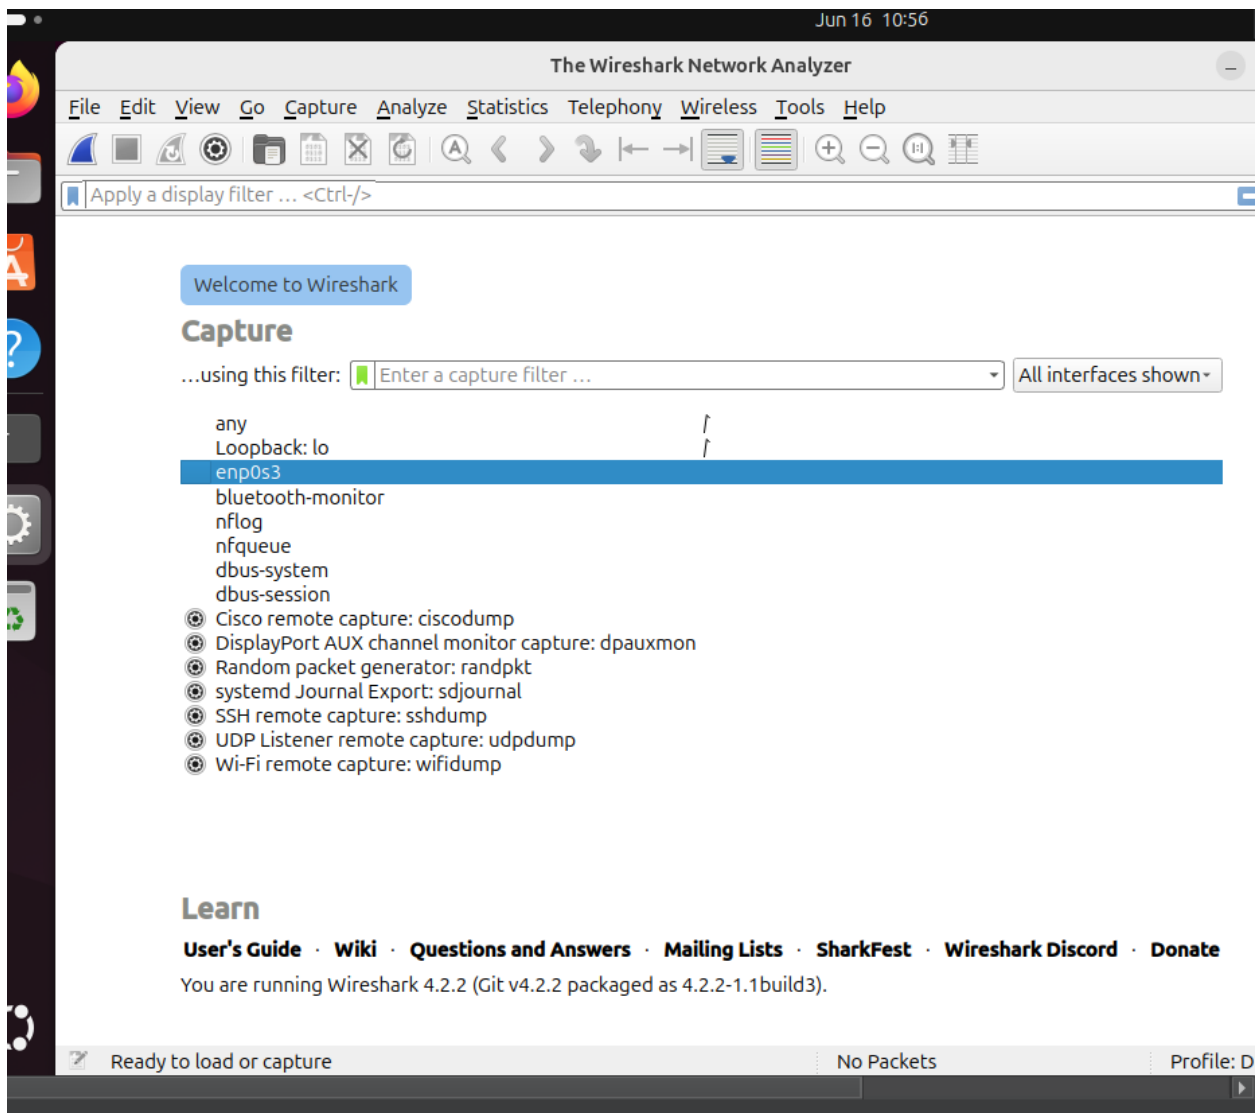 Jun 16 10:56
The Wireshark Network Analyzer
File Edit View Go Capture Analyze Statistics Telephony Wireless Tools Help
Apply a display filter … <Ctrl-/>
Welcome to Wireshark
Capture
…using this filter: Enter a capture filter … All interfaces shown
any
Loopback: lo
enp0s3
bluetooth-monitor
nflog
nfqueue
dbus-system
dbus-session
Cisco remote capture: ciscodump
DisplayPort AUX channel monitor capture: dpauxmon
Random packet generator: randpkt
systemd Journal Export: sdjournal
SSH remote capture: sshdump
UDP Listener remote capture: udpdump
Wi-Fi remote capture: wifidump
Learn
User's Guide · Wiki · Questions and Answers · Mailing Lists · SharkFest · Wireshark Discord · Donate
You are running Wireshark 4.2.2 (Git v4.2.2 packaged as 4.2.2-1.1build3).
Ready to load or capture No Packets Profile: D